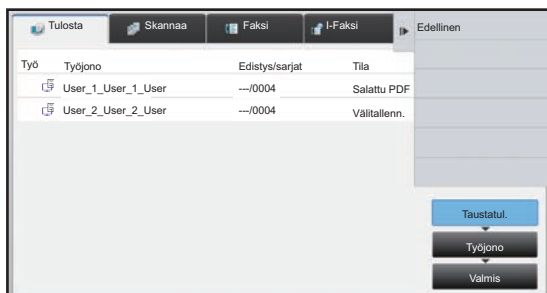 Tulosta Skannaa Faksi I-Faksi Edellinen
Työ Työjono Edistys/sarjat Tila
User_1_User_1_User ---/0004 Salattu PDF
User_2_User_2_User ---/0004 Välitallenn.
Taustatul.
Työjono
Valmis